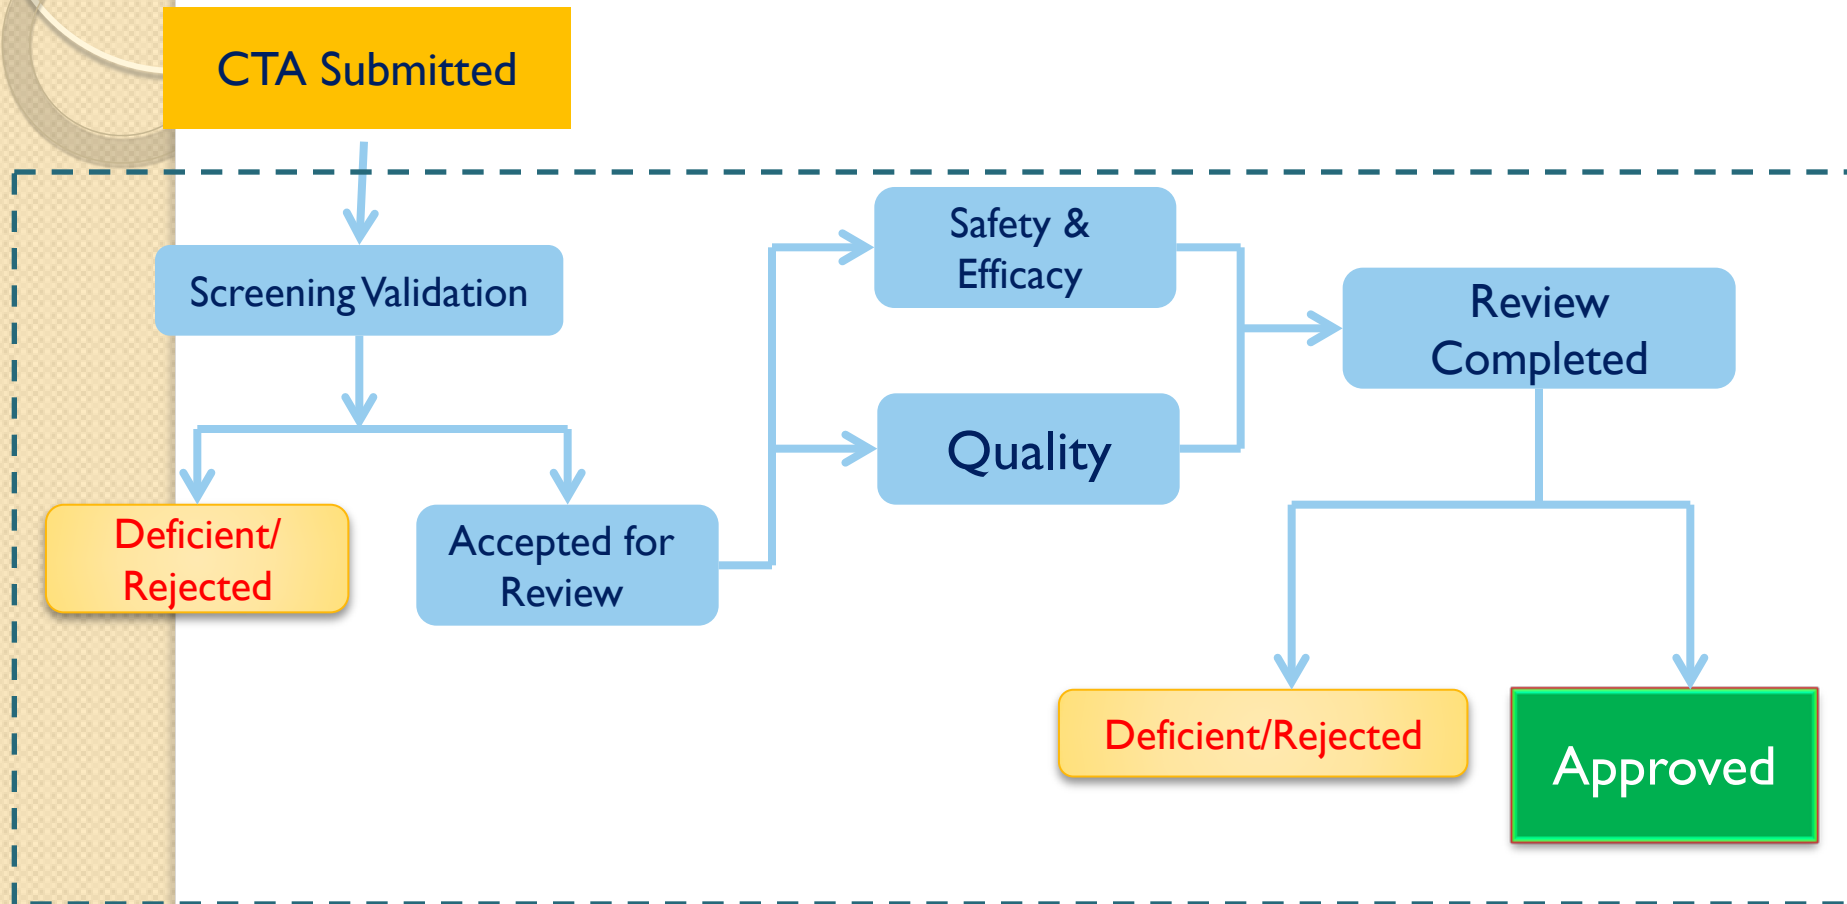 CTA Submitted
Screening Validation
Deficient/
Rejected
Accepted for
Review
Safety &
Efficacy
Quality
Review
Completed
Deficient/Rejected
Approved